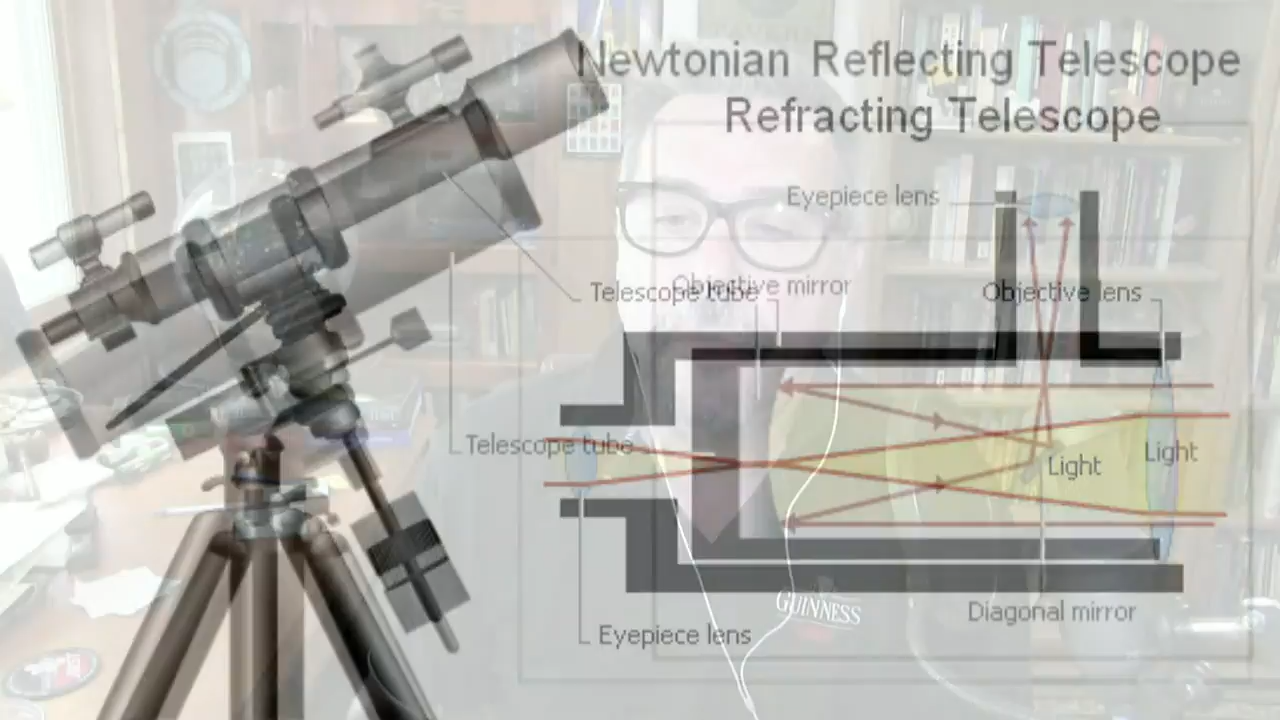 Newtonian Reflecting Telescope
Refracting Telescope
Eyepiece lens
Objective mirror
Telescope tube
Objective lens
Telescope tube
Light
Light
GUINNESS
Diagonal mirror
Eyepiece lens